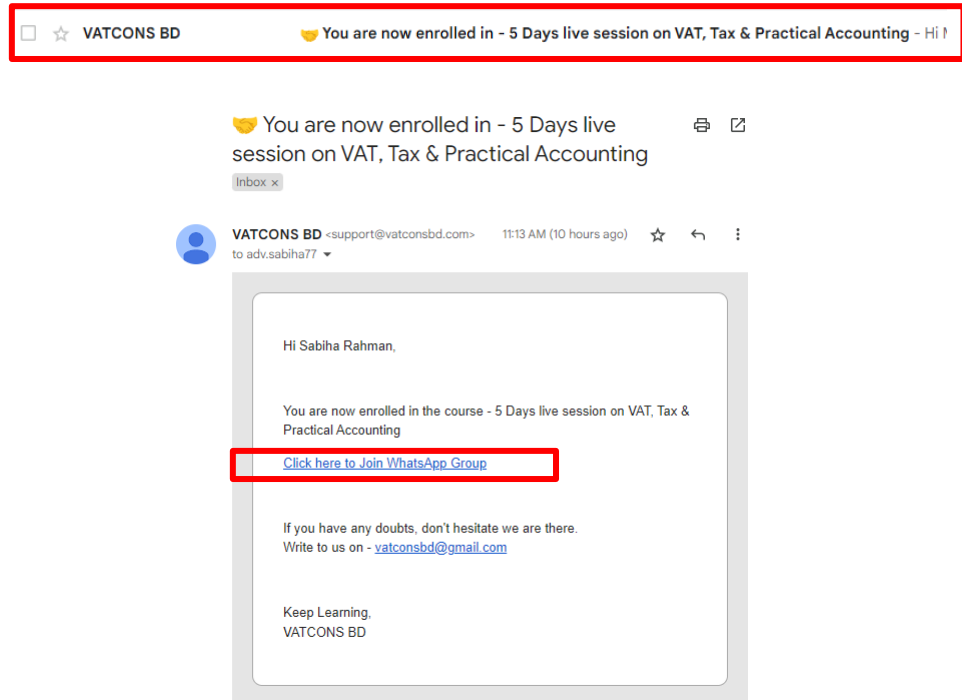 VATCONS BD 🤝 You are now enrolled in - 5 Days live session on VAT, Tax & Practical Accounting - Hi
🤝 You are now enrolled in - 5 Days live
session on VAT, Tax & Practical Accounting
Inbox ×
VATCONS BD <support@vatconsbd.com> 11:13 AM (10 hours ago)
to adv.sabiha77
Hi Sabiha Rahman,
You are now enrolled in the course - 5 Days live session on VAT, Tax &
Practical Accounting
Click here to Join WhatsApp Group
If you have any doubts, don't hesitate we are there.
Write to us on - vatconsbd@gmail.com
Keep Learning,
VATCONS BD